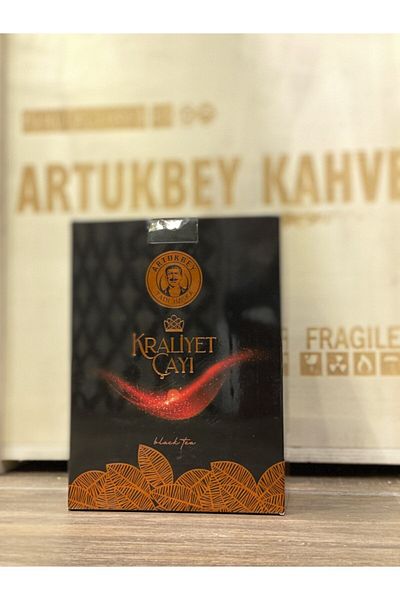 ARTUKBEY KAHVE
FRAGILE
ARTUKBEY
KRALİYET
ÇAYI
black tea